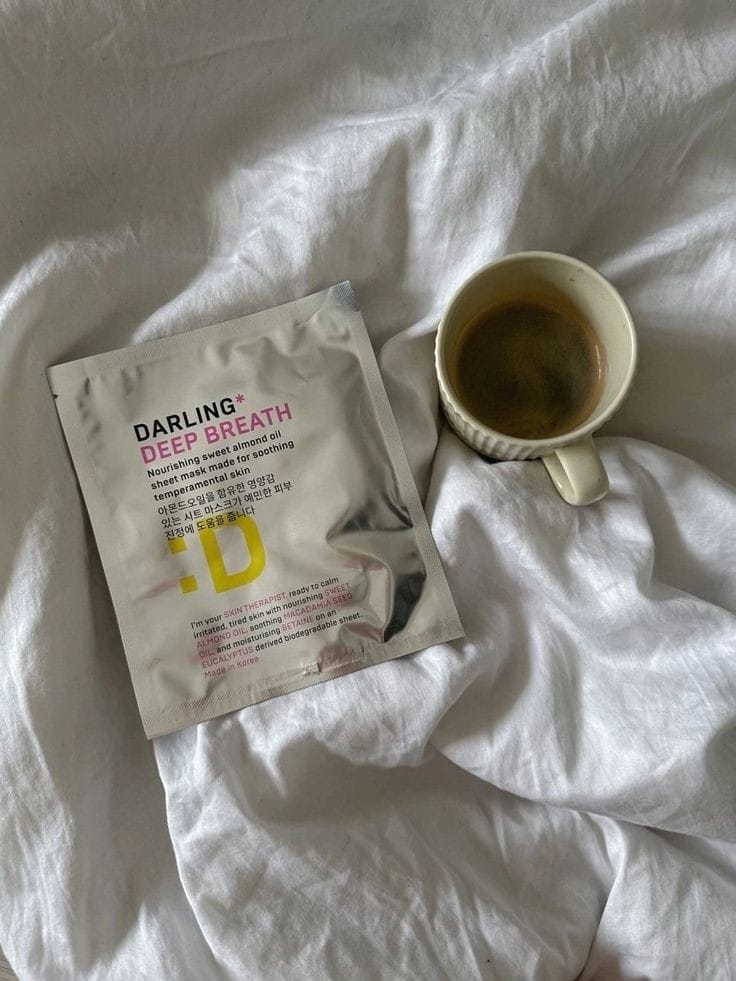 DARLING*
DEEP BREATH
Nourishing sweet almond oil
sheet mask made for soothing
temperamental skin
아몬드오일을 함유한 영양감
있는 시트 마스크가 예민한 피부
진정에 도움을 줍니다
:D
I'm your SKIN THERAPIST, ready to calm
irritated, tired skin with nourishing SWEET
ALMOND OIL, soothing MACADAMIA SEED
OIL, and moisturising BETAINE on an
EUCALYPTUS derived biodegradable sheet.
Made in Korea